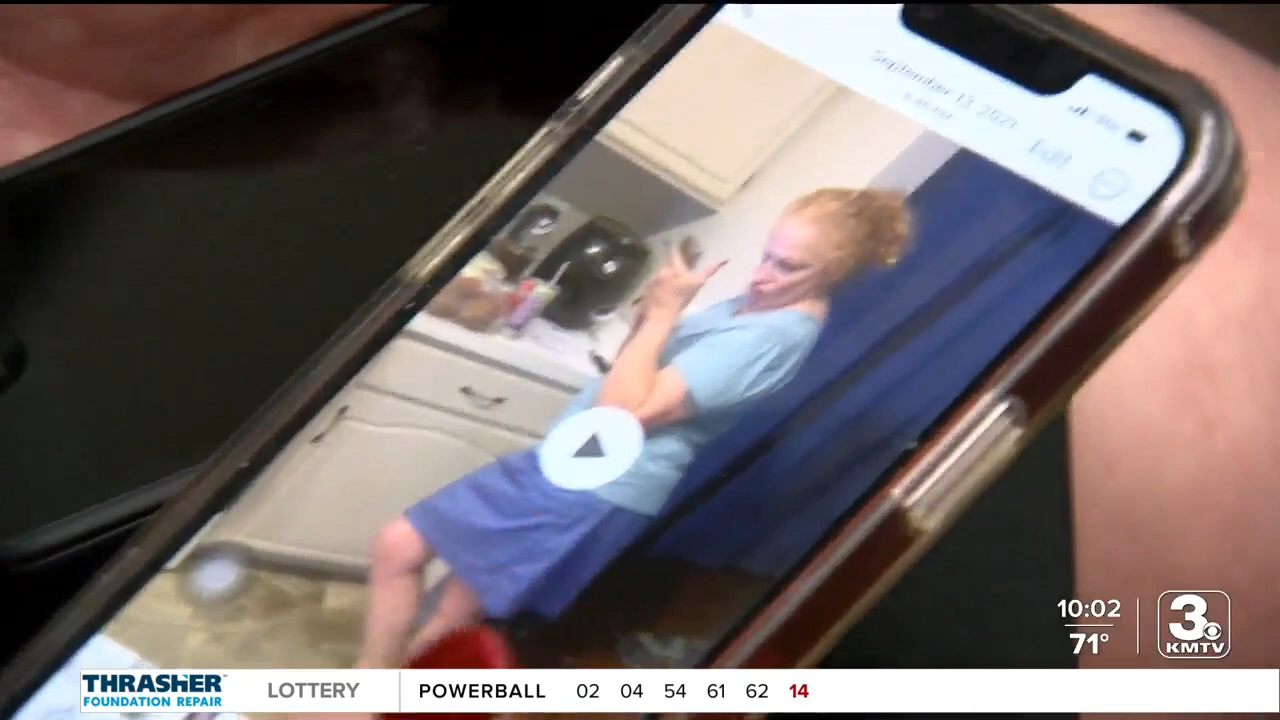 September 13, 2021
Edit
10:02
71°
3
KMTV
THRASHER
FOUNDATION REPAIR
LOTTERY
POWERBALL 02 04 54 61 62 14